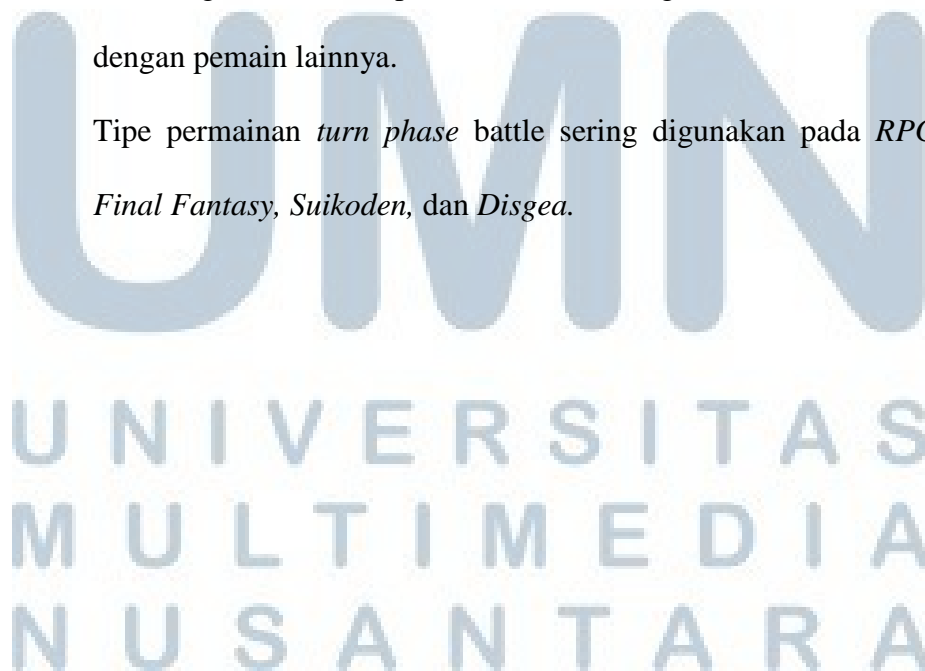 dengan pemain lainnya.
Tipe permainan turn phase battle sering digunakan pada
Final Fantasy, Suikoden, dan Disgea.
UMN
UNIVERSITAS
MULTIMEDIA
NUSANTARA